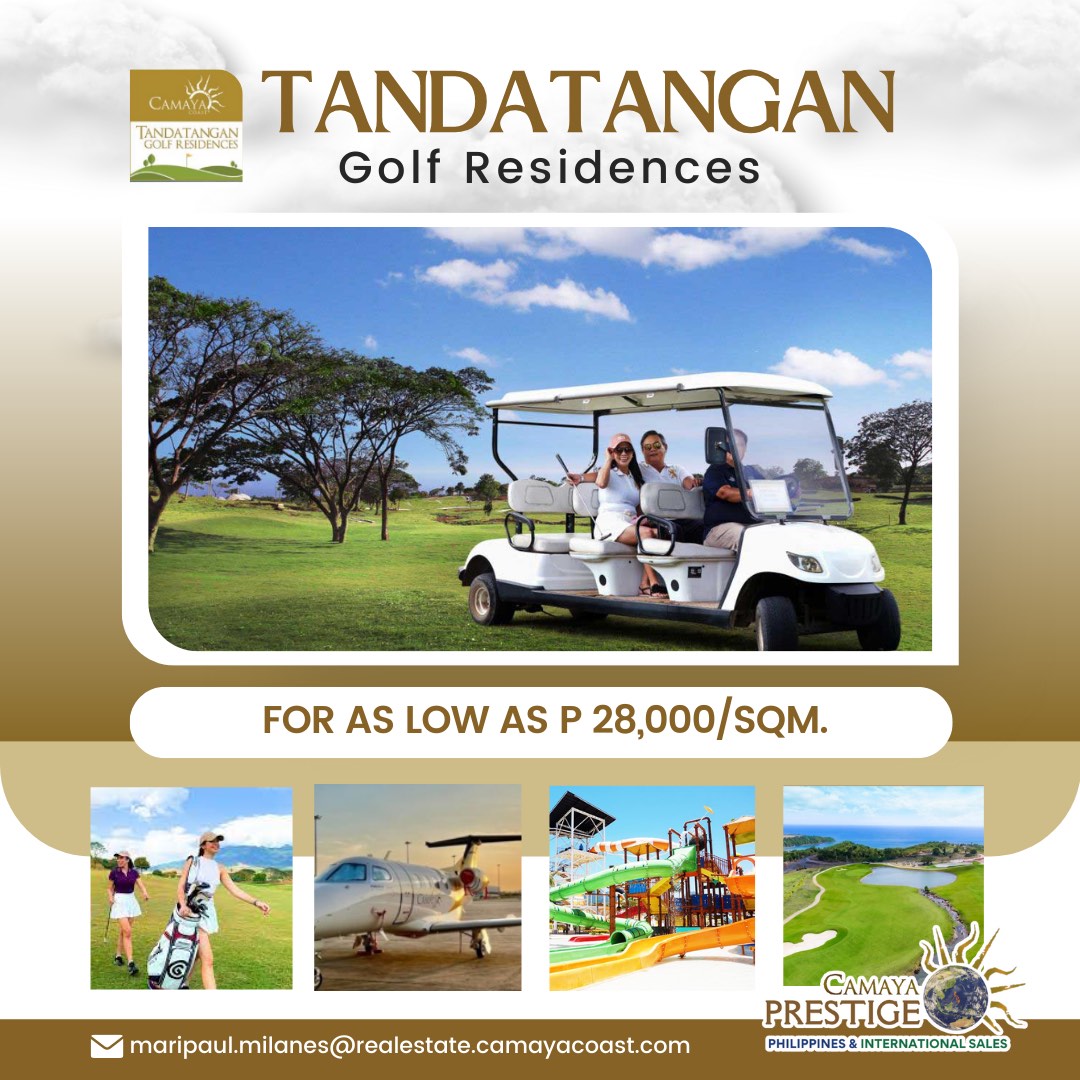 CAMAYA
COAST
TANDATANGAN
GOLF RESIDENCES
TANDATANGAN
Golf Residences
FOR AS LOW AS P 28,000/SQM.
CAMAYA
PRESTIGE
PHILIPPINES & INTERNATIONAL SALES
maripaul.milanes@realestate.camayacoast.com